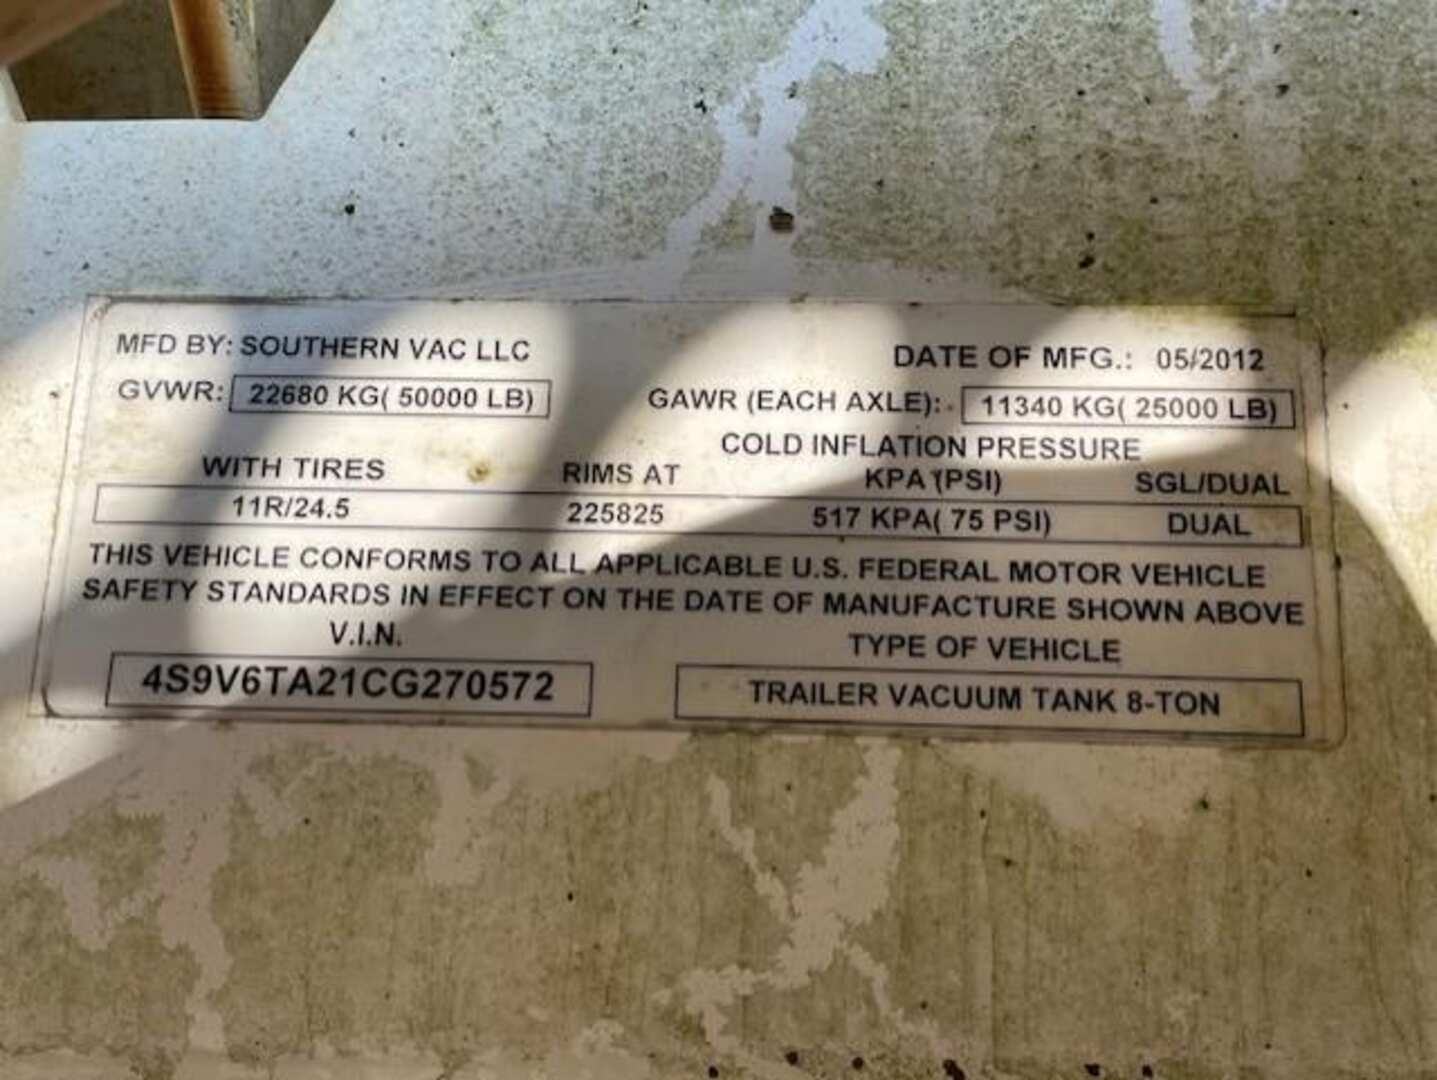 MFD BY: SOUTHERN VAC LLC DATE OF MFG.: 05/2012
GVWR: 22680 KG( 50000 LB) GAWR (EACH AXLE): 11340 KG( 25000 LB)
COLD INFLATION PRESSURE
WITH TIRES RIMS AT KPA (PSI) SGL/DUAL
11R/24.5 225825 517 KPA( 75 PSI) DUAL
THIS VEHICLE CONFORMS TO ALL APPLICABLE U.S. FEDERAL MOTOR VEHICLE
SAFETY STANDARDS IN EFFECT ON THE DATE OF MANUFACTURE SHOWN ABOVE
V.I.N. TYPE OF VEHICLE
4S9V6TA21CG270572 TRAILER VACUUM TANK 8-TON